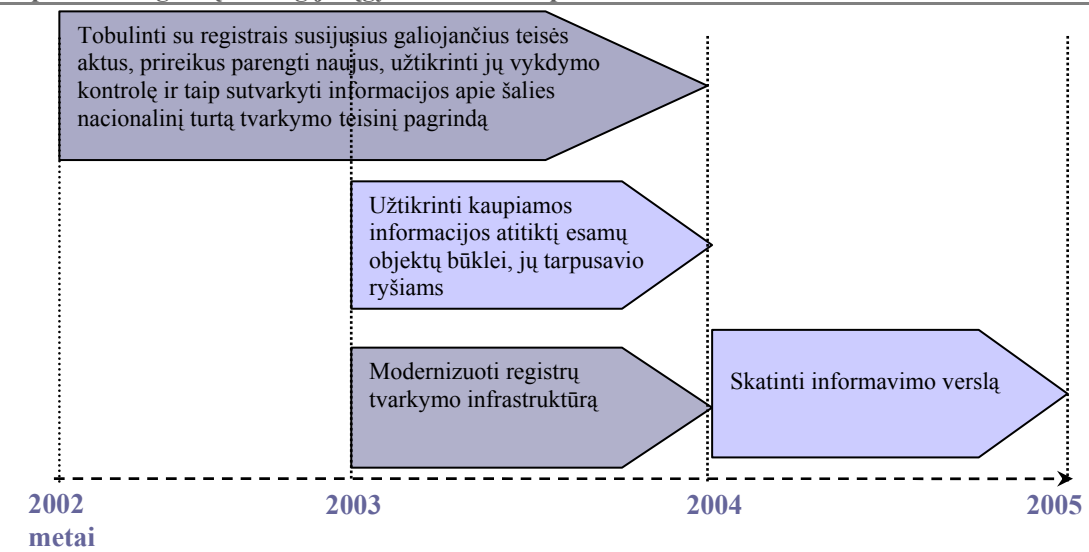 Tobulinti su registrais susijusius galiojančius teisės
aktus, prireikus parengti naujus, užtikrinti jų vykdymo
kontrolę ir taip sutvarkyti informacijos apie šalies
nacionalinį turtą tvarkymo teisinį pagrindą
Užtikrinti kaupiamos
informacijos atitiktį esamų
objektų būklei, jų tarpusavio
ryšiams
Modernizuoti registrų
tvarkymo infrastruktūrą
Skatinti informavimo verslą
2002
metai
2003
2004
2005